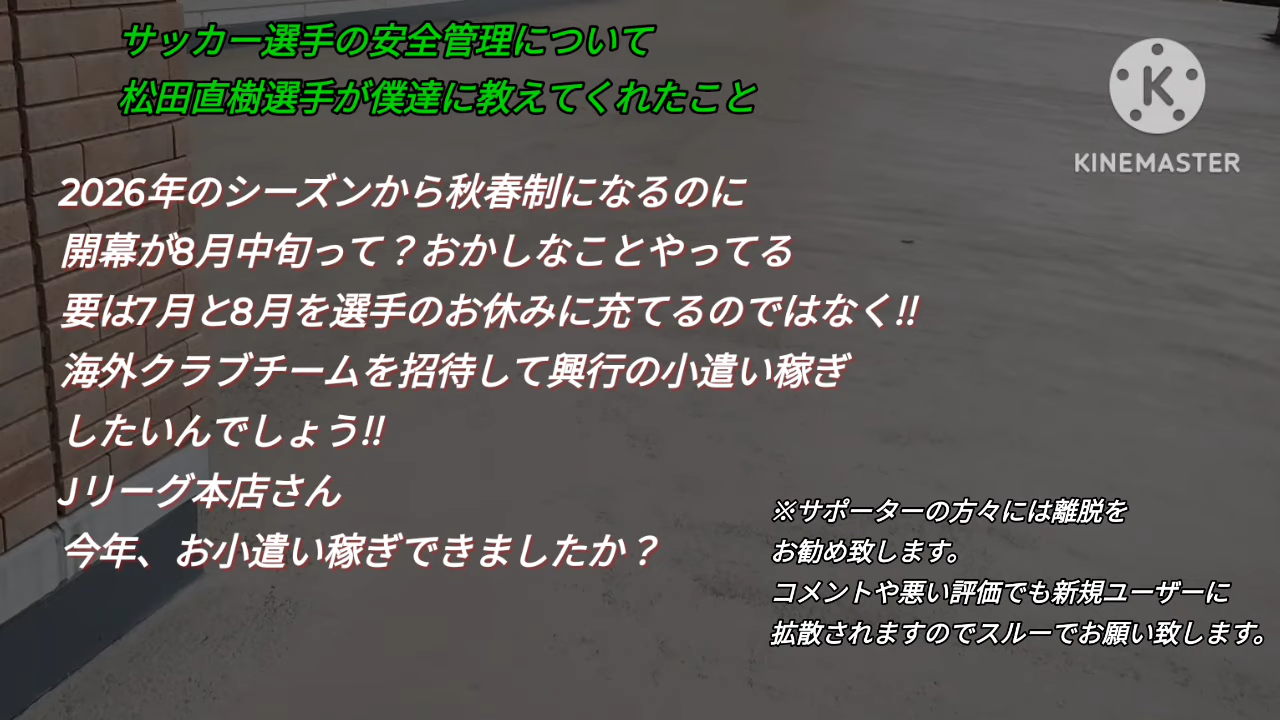 サッカー選手の安全管理について
松田直樹選手が僕達に教えてくれたこと
KINEMASTER
2026年のシーズンから秋春制になるのに
開幕が8月中旬って？おかしなことやってる
要は7月と8月を選手のお休みに充てるのではなく!!
海外クラブチームを招待して興行の小遣い稼ぎ
したいんでしょう!!
Jリーグ本店さん
今年、お小遣い稼ぎできましたか？
※サポーターの方々には離脱を
お勧め致します。
コメントや悪い評価でも新規ユーザーに
拡散されますのでスルーでお願い致します。